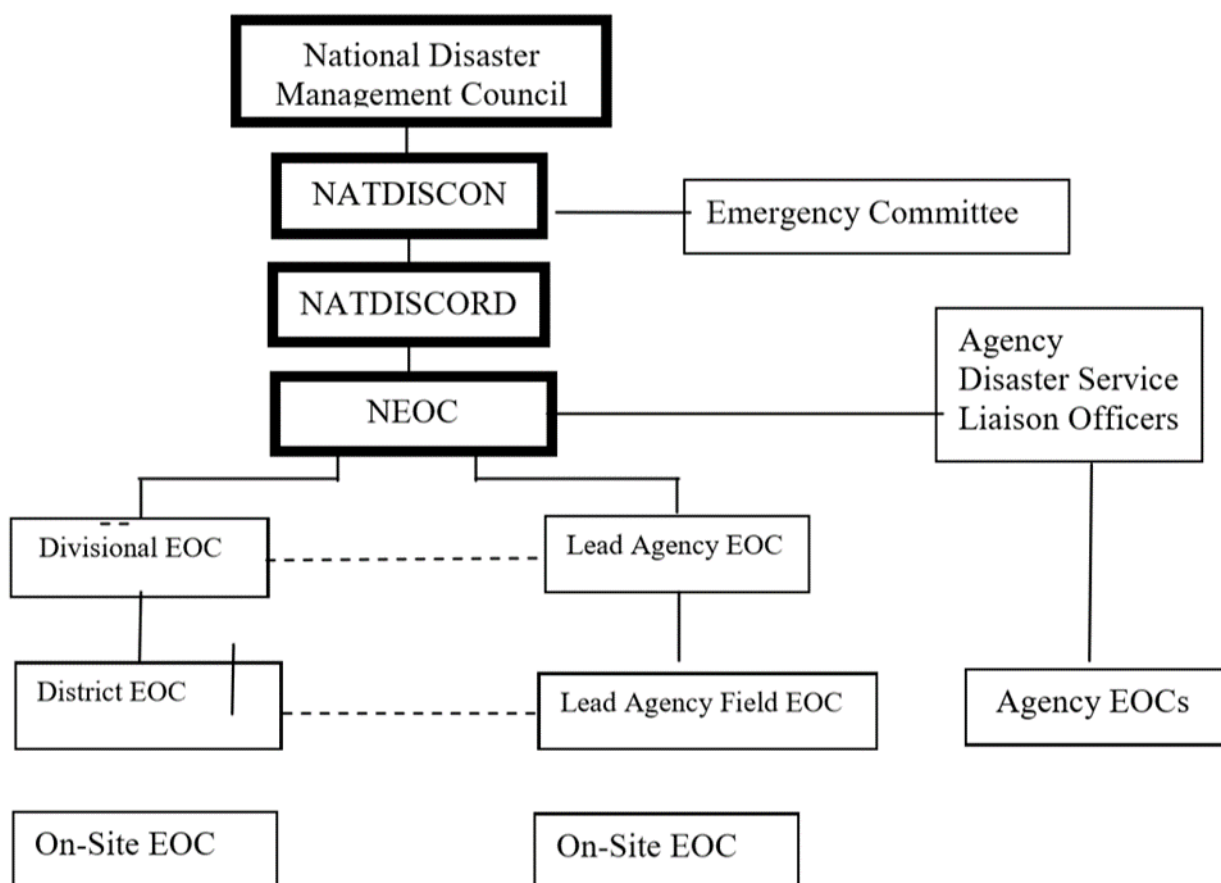 National Disaster
Management Council
NATDISCON
Emergency Committee
NATDISCORD
Agency
Disaster Service
Liaison Officers
NEOC
Divisional EOC
Lead Agency EOC
District EOC
Lead Agency Field EOC
Agency EOCs
On-Site EOC
On-Site EOC